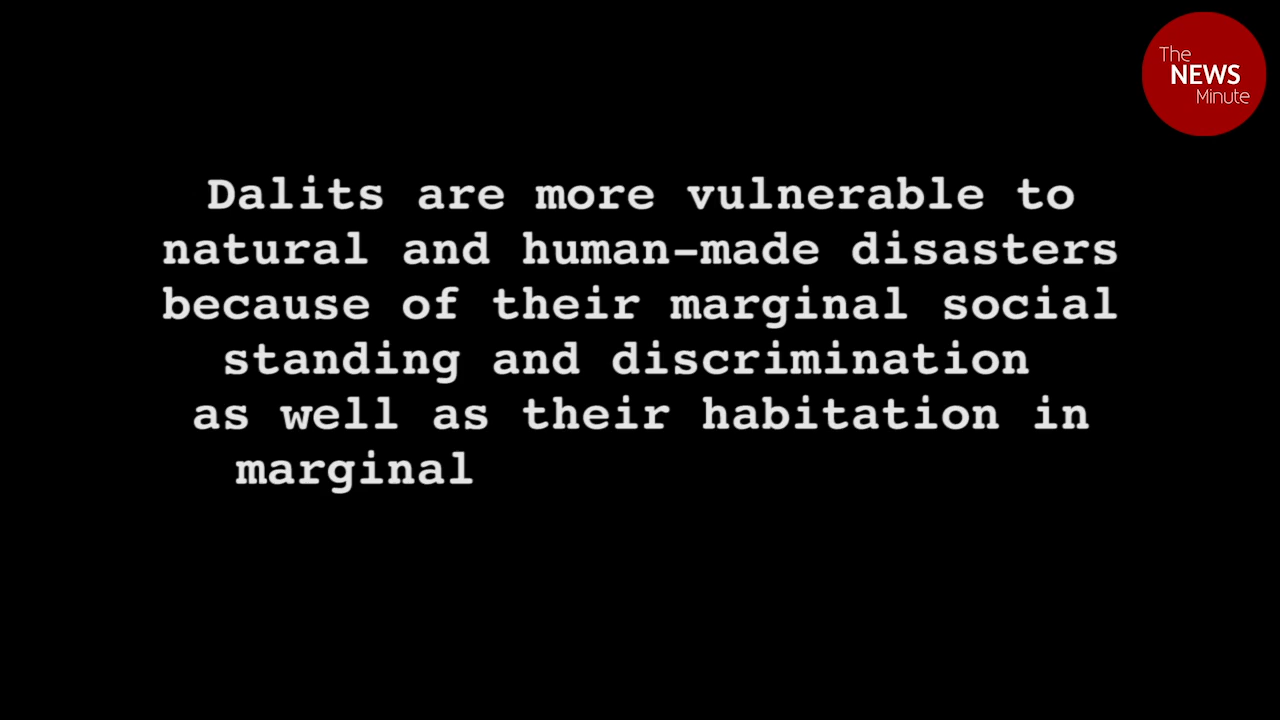 The
NEWS
Minute
Dalits are more vulnerable to
natural and human-made disasters
because of their marginal social
standing and discrimination
as well as their habitation in
marginal